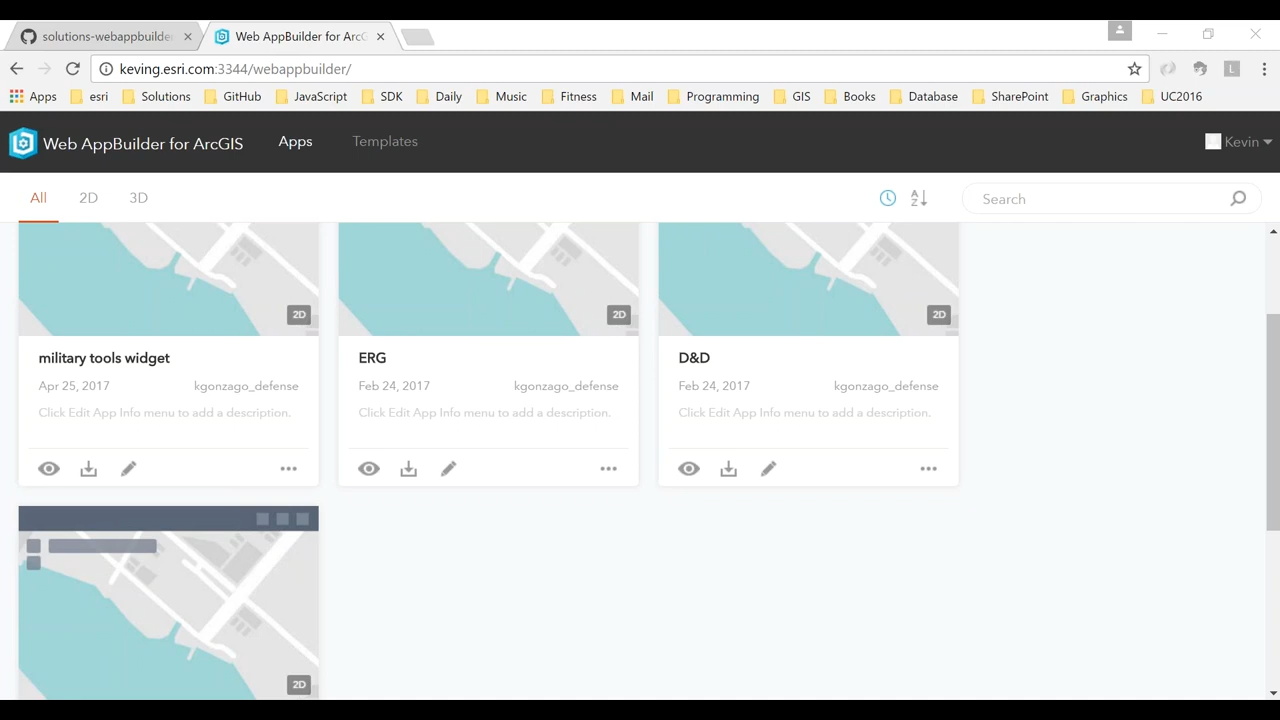 solutions-webappbuilde
Web AppBuilder for ArcG
keving.esri.com:3344/webappbuilder/
Apps esri Solutions GitHub JavaScript SDK Daily Music Fitness Mail Programming GIS Books Database SharePoint Graphics UC2016
Web AppBuilder for ArcGIS Apps Templates Kevin
All 2D 3D A Z Search
2D 2D 2D
military tools widget ERG D&D
Apr 25, 2017 kgonzago_defense Feb 24, 2017 kgonzago_defense Feb 24, 2017 kgonzago_defense
Click Edit App Info menu to add a description. Click Edit App Info menu to add a description. Click Edit App Info menu to add a description.
2D